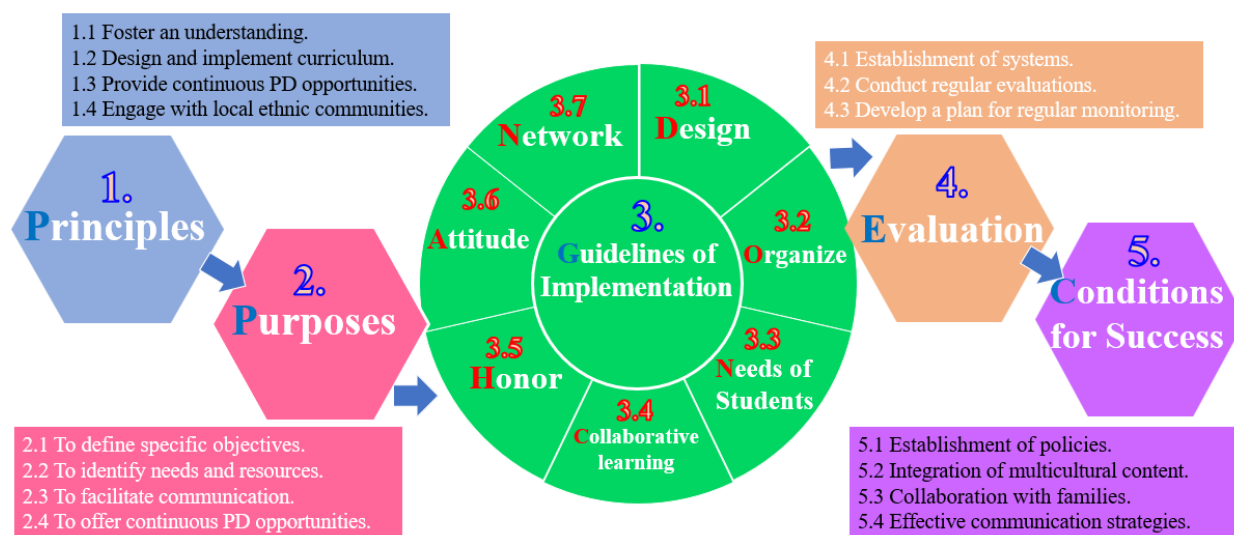 1.1 Foster an understanding.
1.2 Design and implement curriculum.
1.3 Provide continuous PD opportunities.
1.4 Engage with local ethnic communities.
1.
Principles
2.
Purposes
2.1 To define specific objectives.
2.2 To identify needs and resources.
2.3 To facilitate communication.
2.4 To offer continuous PD opportunities.
3.
Guidelines of
Implementation
3.1
Design
3.2
Organize
3.3
Needs of
Students
3.4
Collaborative
learning
3.5
Honor
3.6
Attitude
3.7
Network
4.1 Establishment of systems.
4.2 Conduct regular evaluations.
4.3 Develop a plan for regular monitoring.
4.
Evaluation
5.
Conditions
for Success
5.1 Establishment of policies.
5.2 Integration of multicultural content.
5.3 Collaboration with families.
5.4 Effective communication strategies.